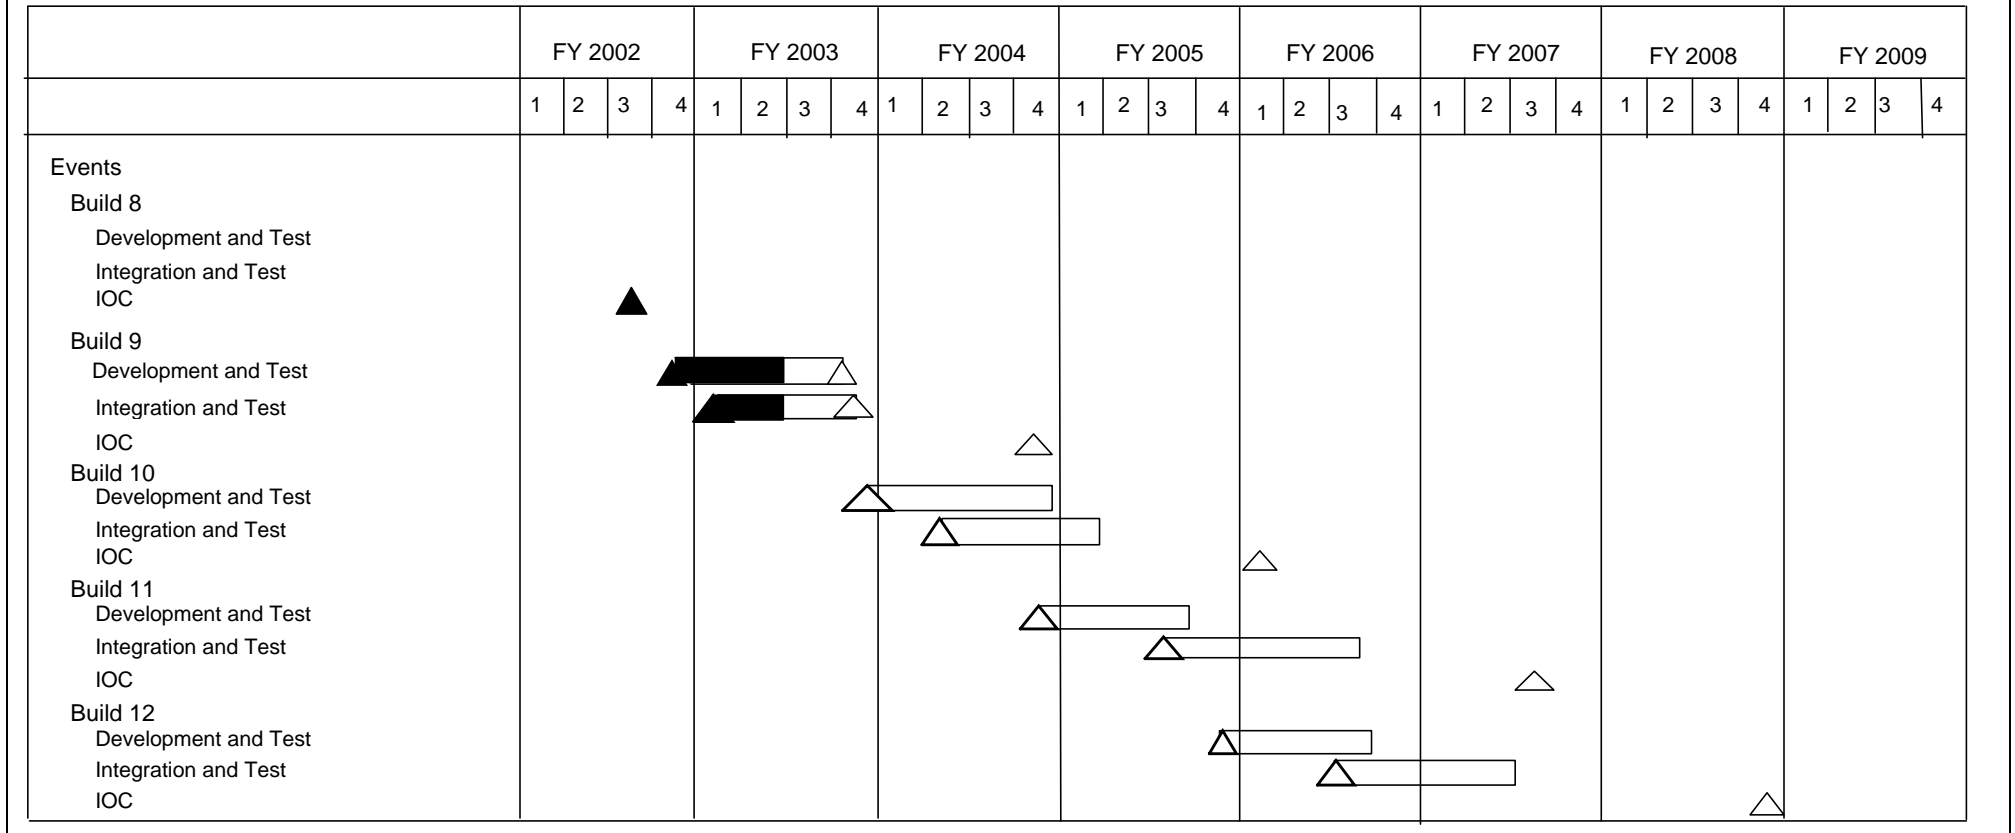 FY 2002 FY 2003 FY 2004 FY 2005 FY 2006 FY 2007 FY 2008 FY 2009
1 2 3 4 1 2 3 4 1 2 3 4 1 2 3 4 1 2 3 4 1 2 3 4 1 2 3 4 1 2 3 4
Events
Build 8
Development and Test
Integration and Test
IOC
Build 9
Development and Test
Integration and Test
IOC
Build 10
Development and Test
Integration and Test
IOC
Build 11
Development and Test
Integration and Test
IOC
Build 12
Development and Test
Integration and Test
IOC